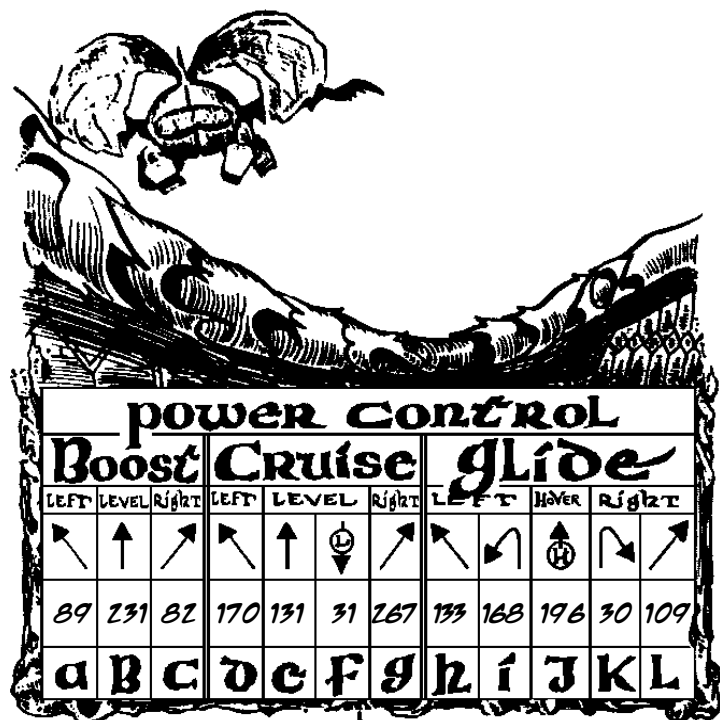 Power Control
Boost Cruise Glide
Left Level Right Left Level Right Left Hover Right
L H
89 231 82 170 131 31 267 133 168 196 30 109
a B C D e F g h i J K L